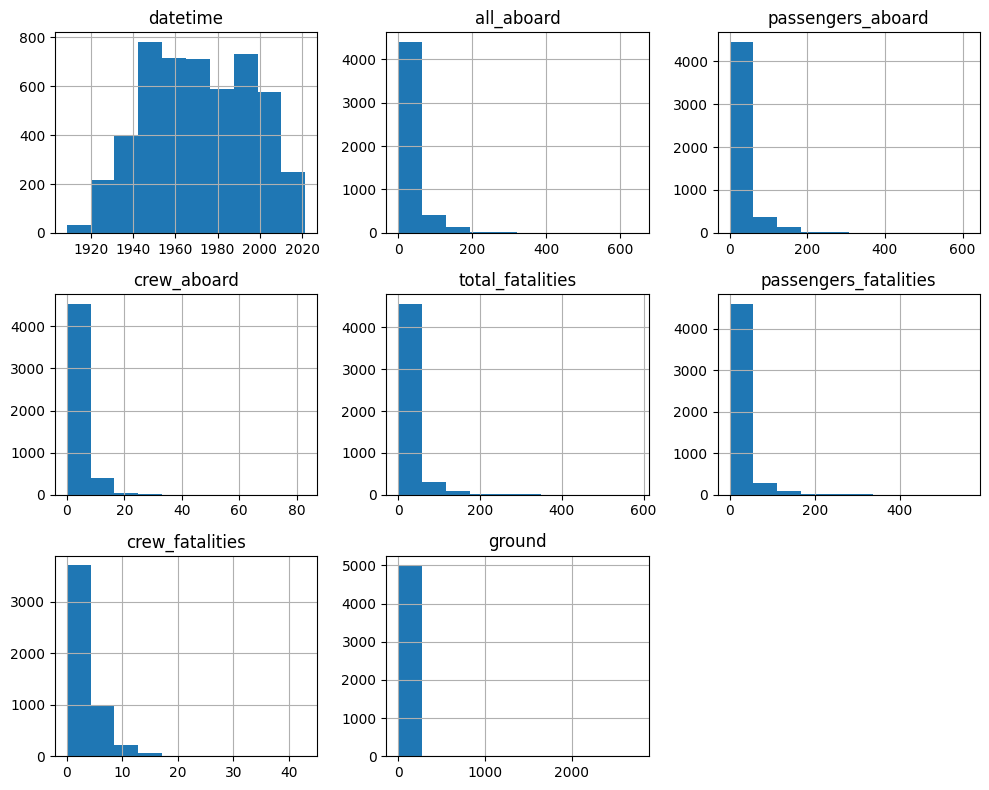 datetime
all_aboard
passengers_aboard
800
600
400
200
0
1920 1940 1960 1980 2000 2020
4000
3000
2000
1000
0
0 200 400 600
4000
3000
2000
1000
0
0 200 400 600
crew_aboard
total_fatalities
passengers_fatalities
4000
3000
2000
1000
0
0 20 40 60 80
4000
3000
2000
1000
0
0 200 400 600
4000
3000
2000
1000
0
0 200 400
crew_fatalities
ground
3000
2000
1000
0
0 10 20 30 40
5000
4000
3000
2000
1000
0
0 1000 2000